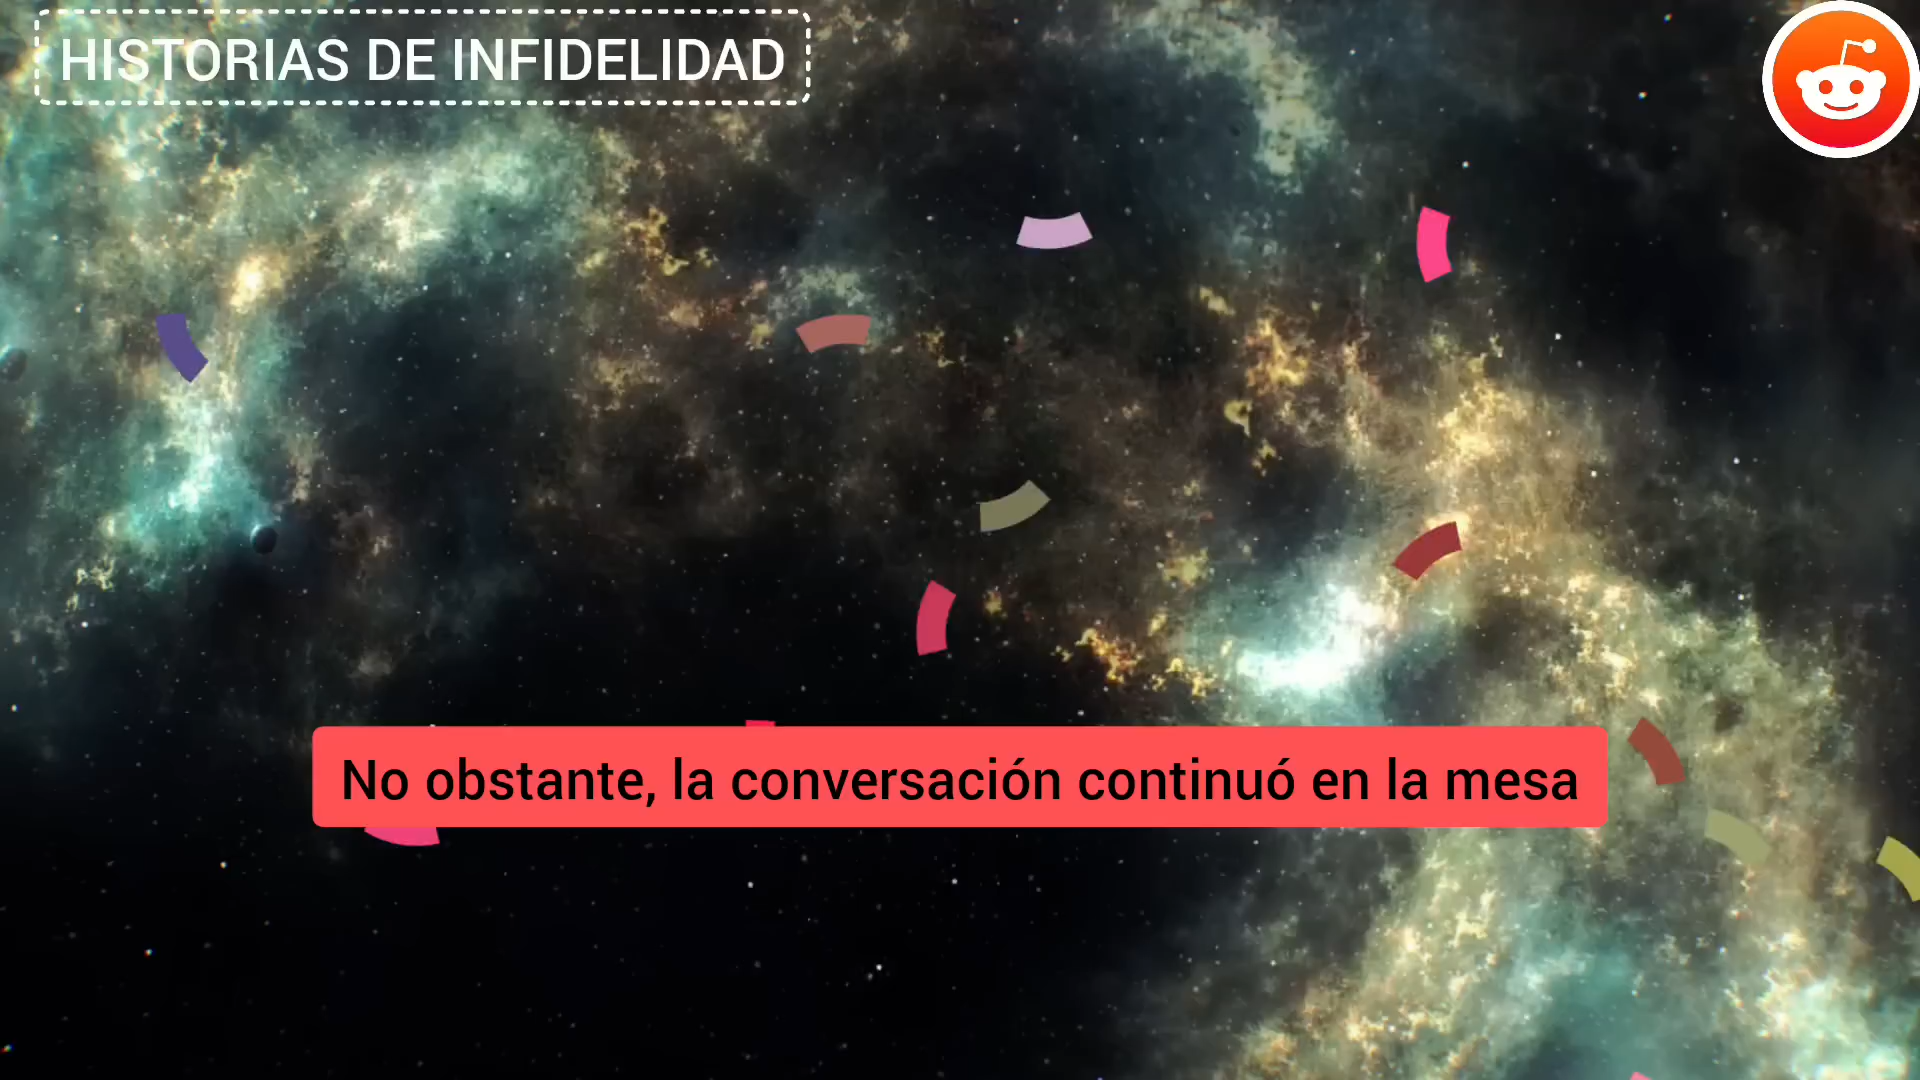 HISTORIAS DE INFIDELIDAD
No obstante, la conversación continuó en la mesa